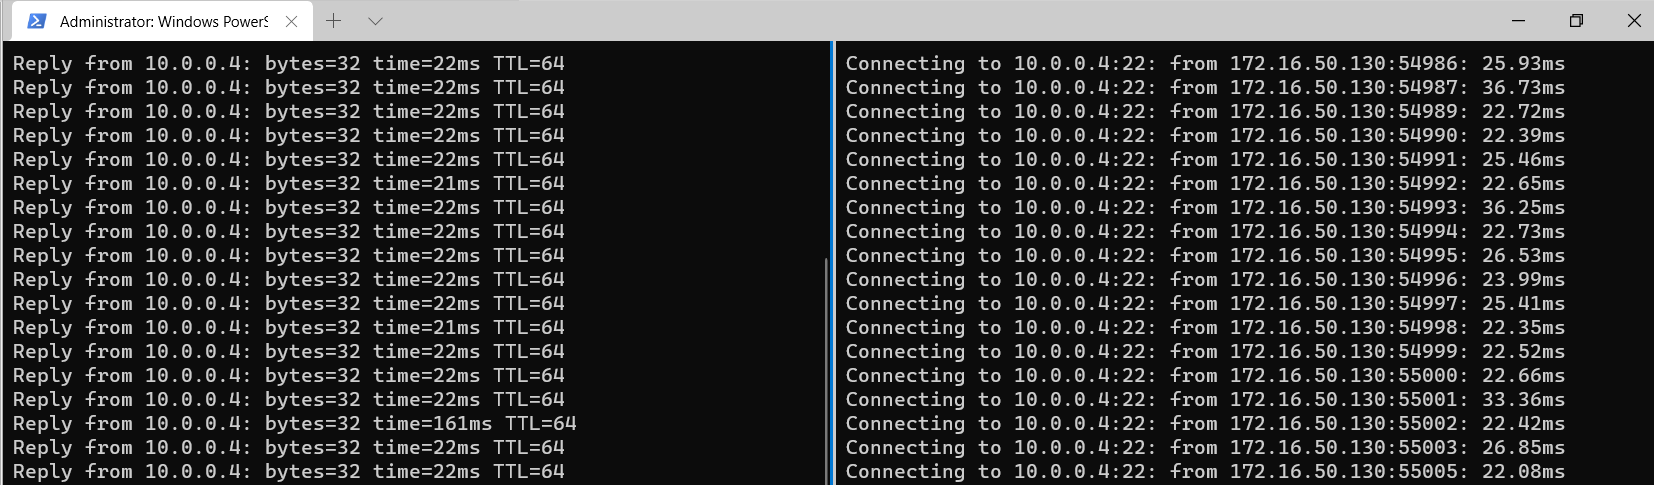 Administrator: Windows PowerS
Reply from 10.0.0.4: bytes=32 time=22ms TTL=64
Reply from 10.0.0.4: bytes=32 time=22ms TTL=64
Reply from 10.0.0.4: bytes=32 time=22ms TTL=64
Reply from 10.0.0.4: bytes=32 time=22ms TTL=64
Reply from 10.0.0.4: bytes=32 time=22ms TTL=64
Reply from 10.0.0.4: bytes=32 time=21ms TTL=64
Reply from 10.0.0.4: bytes=32 time=22ms TTL=64
Reply from 10.0.0.4: bytes=32 time=22ms TTL=64
Reply from 10.0.0.4: bytes=32 time=22ms TTL=64
Reply from 10.0.0.4: bytes=32 time=22ms TTL=64
Reply from 10.0.0.4: bytes=32 time=22ms TTL=64
Reply from 10.0.0.4: bytes=32 time=21ms TTL=64
Reply from 10.0.0.4: bytes=32 time=22ms TTL=64
Reply from 10.0.0.4: bytes=32 time=22ms TTL=64
Reply from 10.0.0.4: bytes=32 time=22ms TTL=64
Reply from 10.0.0.4: bytes=32 time=161ms TTL=64
Reply from 10.0.0.4: bytes=32 time=22ms TTL=64
Reply from 10.0.0.4: bytes=32 time=22ms TTL=64
Connecting to 10.0.0.4:22: from 172.16.50.130:54986: 25.93ms
Connecting to 10.0.0.4:22: from 172.16.50.130:54987: 36.73ms
Connecting to 10.0.0.4:22: from 172.16.50.130:54989: 22.72ms
Connecting to 10.0.0.4:22: from 172.16.50.130:54990: 22.39ms
Connecting to 10.0.0.4:22: from 172.16.50.130:54991: 25.46ms
Connecting to 10.0.0.4:22: from 172.16.50.130:54992: 22.65ms
Connecting to 10.0.0.4:22: from 172.16.50.130:54993: 36.25ms
Connecting to 10.0.0.4:22: from 172.16.50.130:54994: 22.73ms
Connecting to 10.0.0.4:22: from 172.16.50.130:54995: 26.53ms
Connecting to 10.0.0.4:22: from 172.16.50.130:54996: 23.99ms
Connecting to 10.0.0.4:22: from 172.16.50.130:54997: 25.41ms
Connecting to 10.0.0.4:22: from 172.16.50.130:54998: 22.35ms
Connecting to 10.0.0.4:22: from 172.16.50.130:54999: 22.52ms
Connecting to 10.0.0.4:22: from 172.16.50.130:55000: 22.66ms
Connecting to 10.0.0.4:22: from 172.16.50.130:55001: 33.36ms
Connecting to 10.0.0.4:22: from 172.16.50.130:55002: 22.42ms
Connecting to 10.0.0.4:22: from 172.16.50.130:55003: 26.85ms
Connecting to 10.0.0.4:22: from 172.16.50.130:55005: 22.08ms